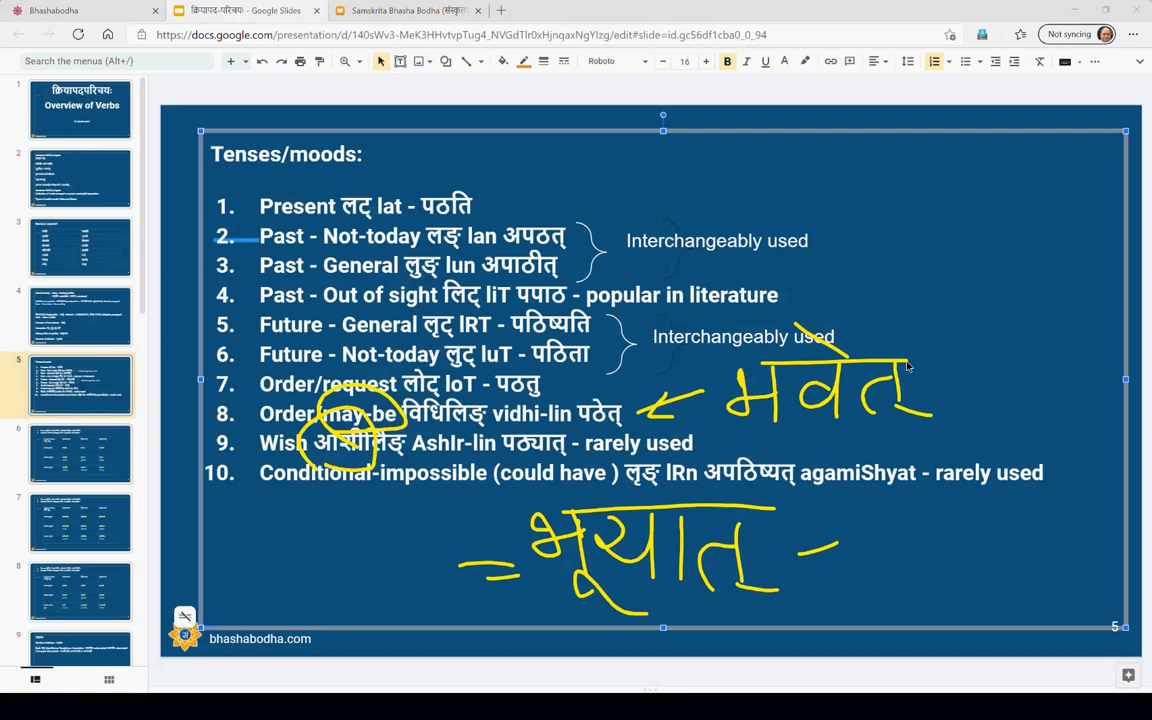 Bhashabodha
क्रियापद-परिचयः - Google Slides
Samskrita Bhasha Bodha (संस्कृत
https://docs.google.com/presentation/d/140sWv3-MeK3HHvtvpTug4_NVGdTlr0xHjnqaxNgYlzg/edit#slide=id.gc56df1cba0_0_94
Not syncing
Search the menus (Alt+/)
Roboto
16
क्रियापदपरिचयः
Overview of Verbs
Tenses/moods:
1. Present लट् lat - पठति
2. Past - Not-today लङ् lan अपठत्
3. Past - General लुङ् lun अपाठीत्
Interchangeably used
4. Past - Out of sight लिट् liT पपाठ - popular in literature
5. Future - General लृट् lRT - पठिष्यति
6. Future - Not-today लुट् luT - पठिता
Interchangeably used
7. Order/request लोट् loT - पठतु
8. Order/may-be विधिलिङ् vidhi-lin पठेत्
भवेत्
9. Wish आशीर्लिङ् AshIr-lin पठ्यात् - rarely used
10. Conditional-impossible (could have ) लृङ् lRn अपठिष्यत् agamiShyat - rarely used
= भूयात् -
5
bhashabodha.com